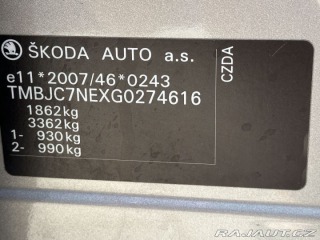 ŠKODA AUTO a.s.
e11*2007/46*0243
TMBJC7NEXG0274616
1862kg
3362kg
1- 930kg
2- 990kg
CZDA
RAJAUT.CZ